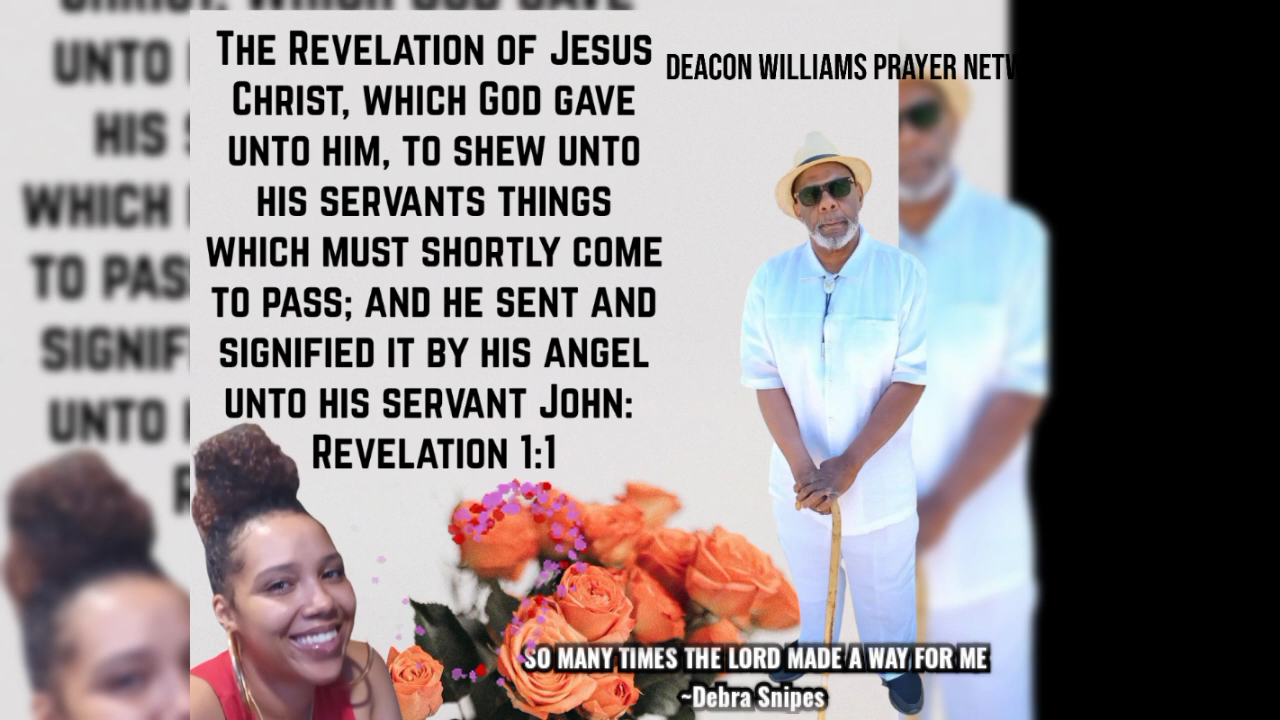 THE REVELATION OF JESUS
CHRIST, WHICH GOD GAVE
UNTO HIM, TO SHEW UNTO
HIS SERVANTS THINGS
WHICH MUST SHORTLY COME
TO PASS; AND HE SENT AND
SIGNIFIED IT BY HIS ANGEL
UNTO HIS SERVANT JOHN:
REVELATION 1:1
DEACON WILLIAMS PRAYER
SO MANY TIMES THE LORD MADE A WAY FOR ME
~Debra Snipes